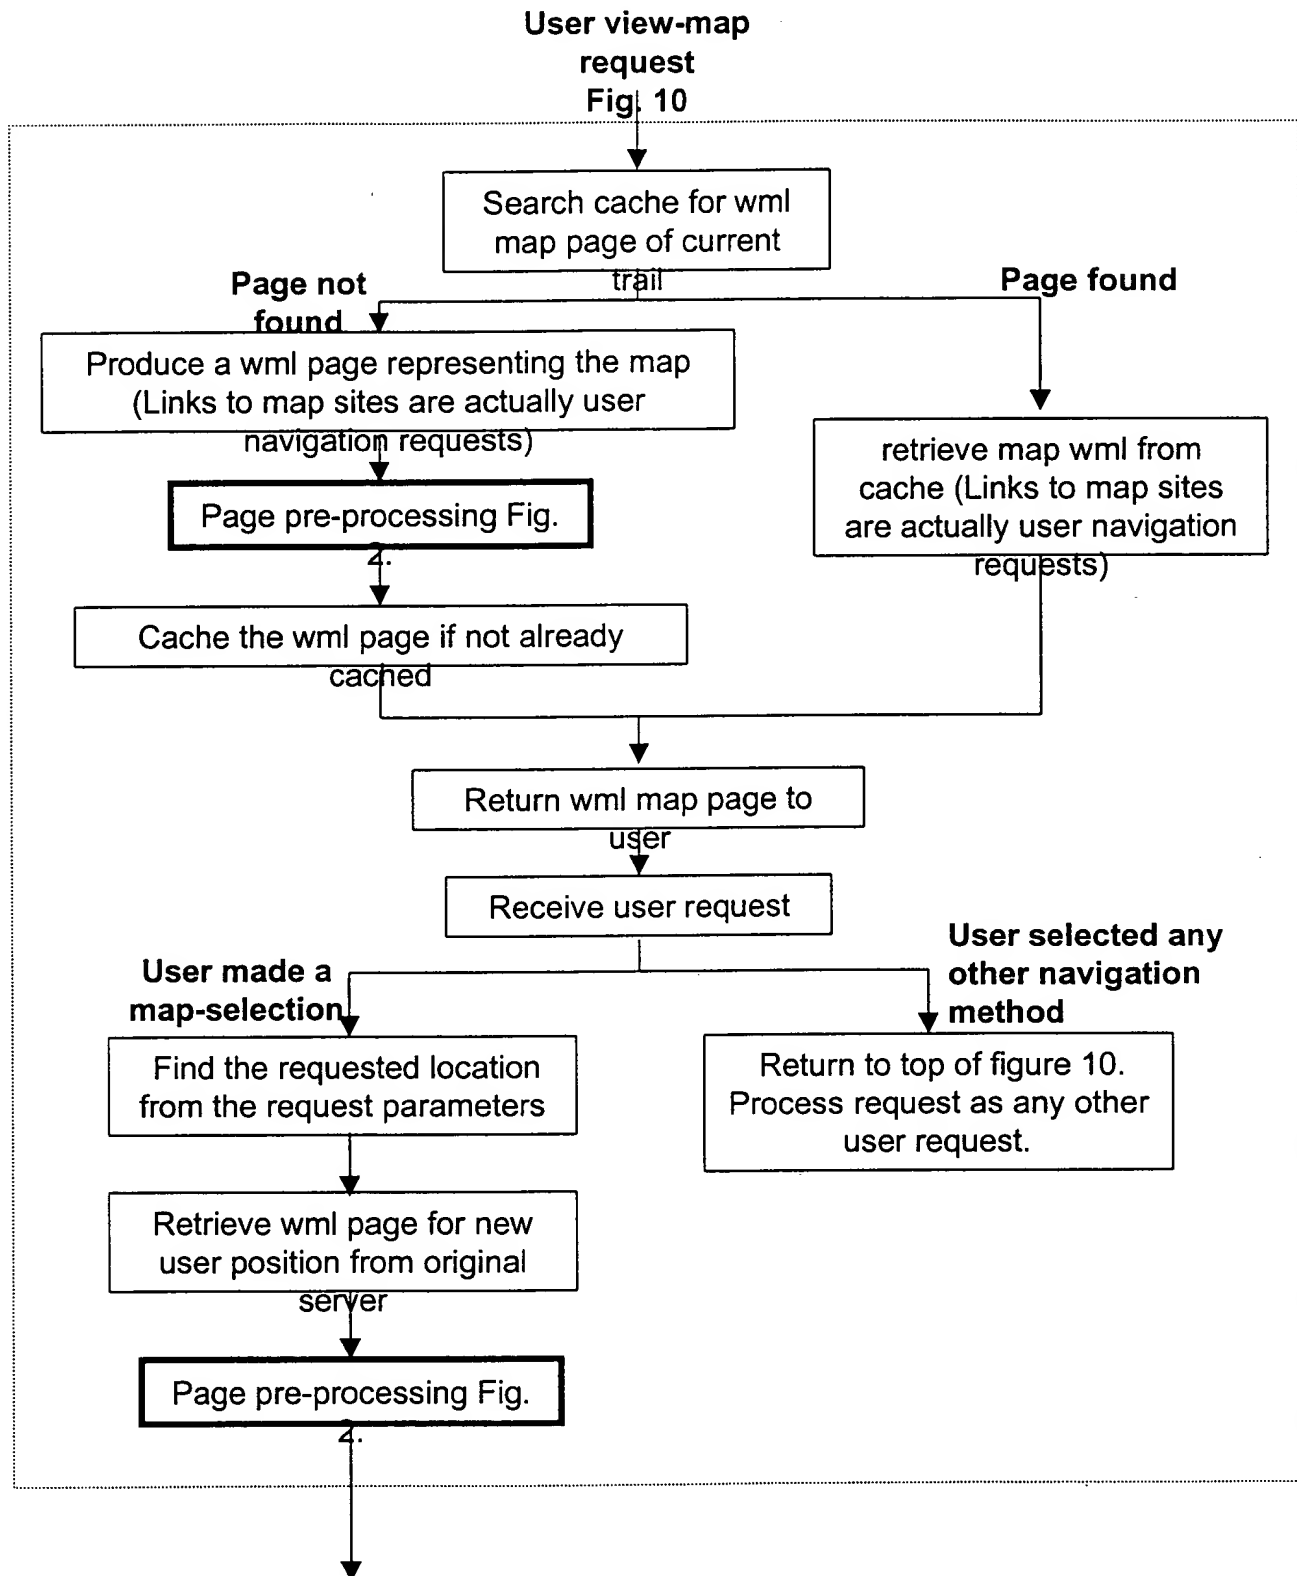 User view-map
request
Fig. 10
Search cache for wml
map page of current
trail
Page not
found
Page found
Produce a wml page representing the map
(Links to map sites are actually user
navigation requests)
retrieve map wml from
cache (Links to map sites
are actually user navigation
requests)
Page pre-processing Fig.
2.
Cache the wml page if not already
cached
Return wml map page to
user
Receive user request
User made a
map-selection
User selected any
other navigation
method
Find the requested location
from the request parameters
Return to top of figure 10.
Process request as any other
user request.
Retrieve wml page for new
user position from original
server
Page pre-processing Fig.
2.